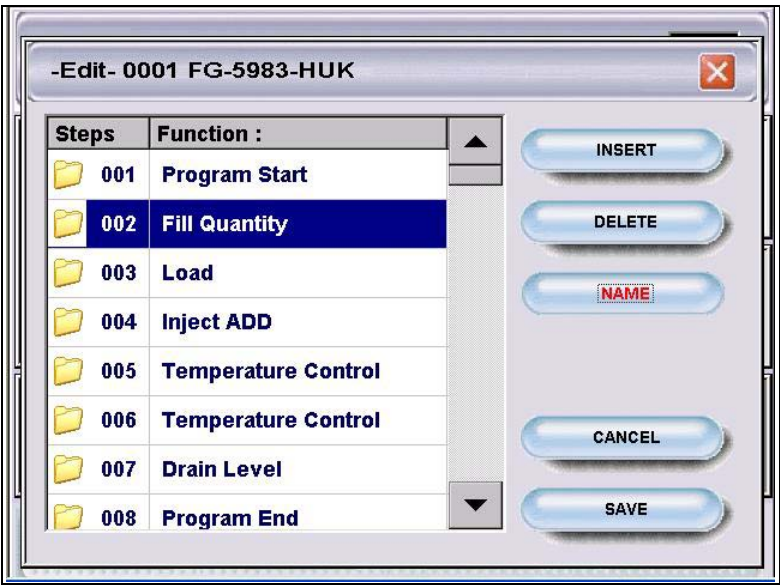 -Edit- 0001 FG-5983-HUK
Steps Function :
001 Program Start
002 Fill Quantity
003 Load
004 Inject ADD
005 Temperature Control
006 Temperature Control
007 Drain Level
008 Program End
INSERT
DELETE
NAME
CANCEL
SAVE